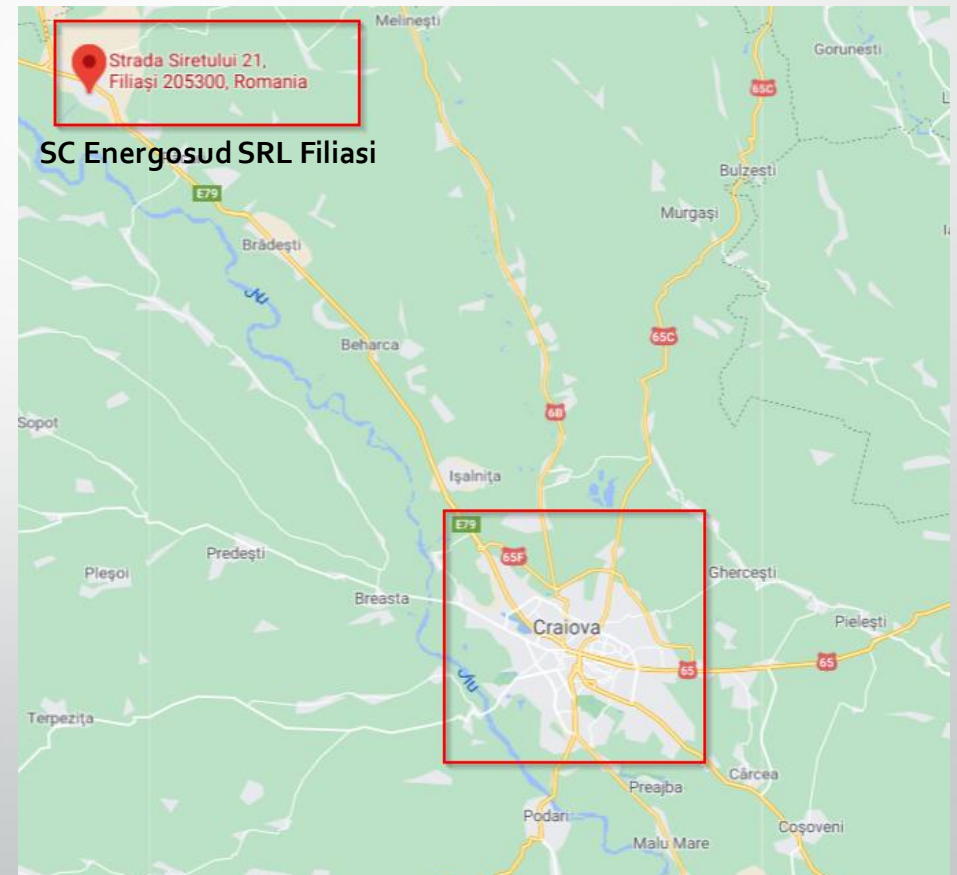 Melinești
Gorunesti
Strada Siretului 21,
Filiași 205300, Romania
65C
SC Energosud SRL Filiasi
Bulzesti
E79
Murgași
Brădești
Jiu
65C
Beharca
6B
Sopot
Ișalnița
E79
65F
Predești
Ghercești
Pleșoi
Breasta
Pielești
Craiova
65
65
Jiu
Terpezița
Cârcea
Preajba
Podari
Coșoveni
Malu Mare